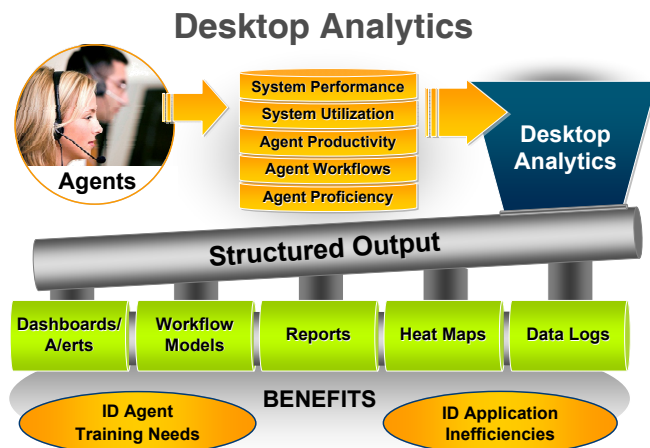 Desktop Analytics
Agents
System Performance
System Utilization
Agent Productivity
Agent Workflows
Agent Proficiency
Desktop
Analytics
Structured Output
Dashboards/
A/erts
Workflow
Models
Reports
Heat Maps
Data Logs
BENEFITS
ID Agent
Training Needs
ID Application
Inefficiencies